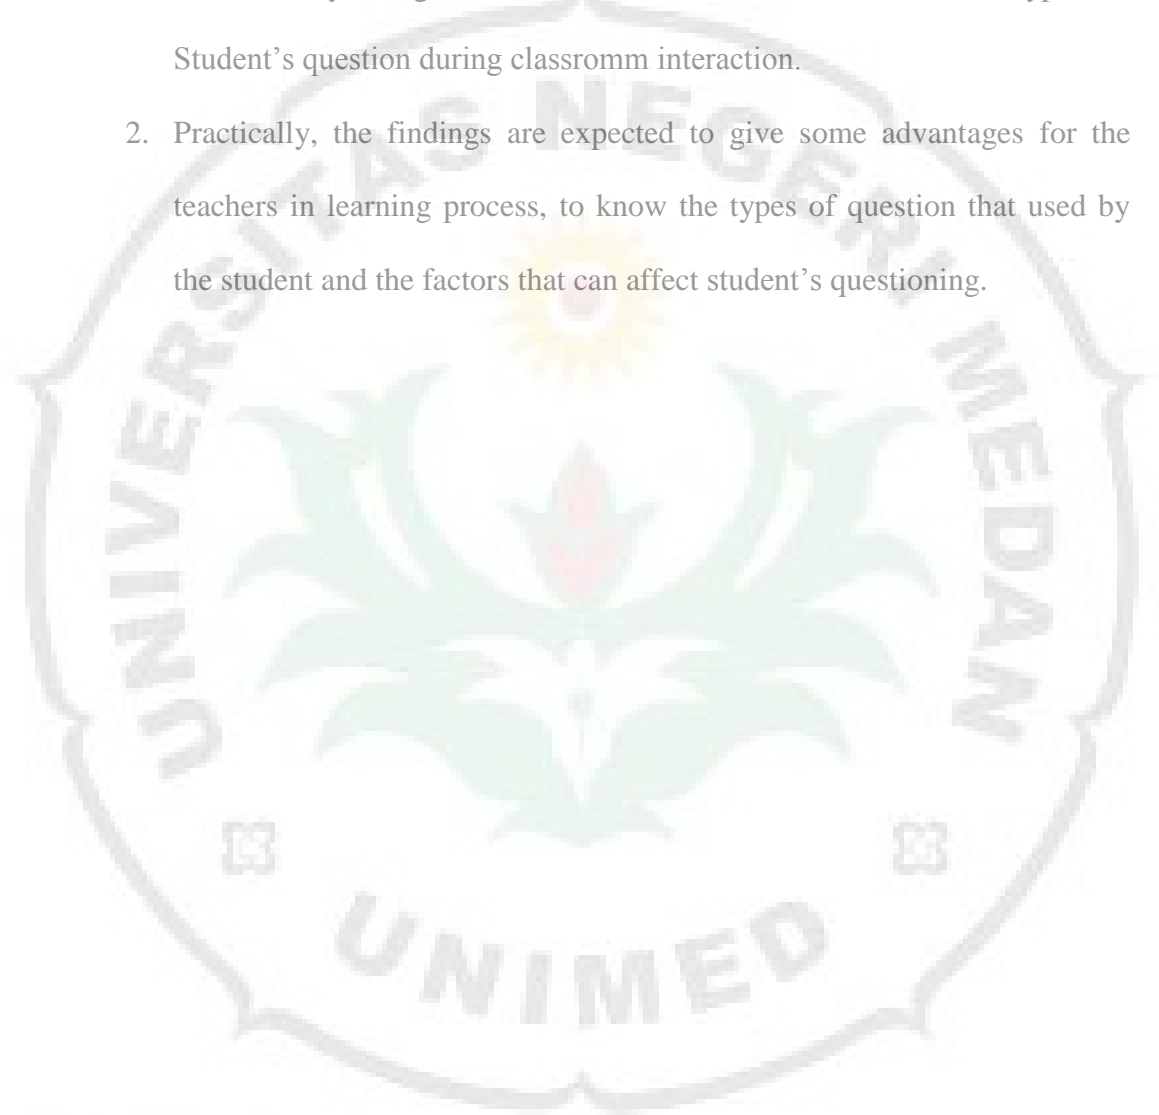 Student’s question during classromm interaction.
2. Practically, the findings are expected to give some advantages for the
teachers in learning process, to know the types of question that used by
the student and the factors that can affect student’s questioning.
UNIVERSITAS NEGERI MEDAN
UNIMED